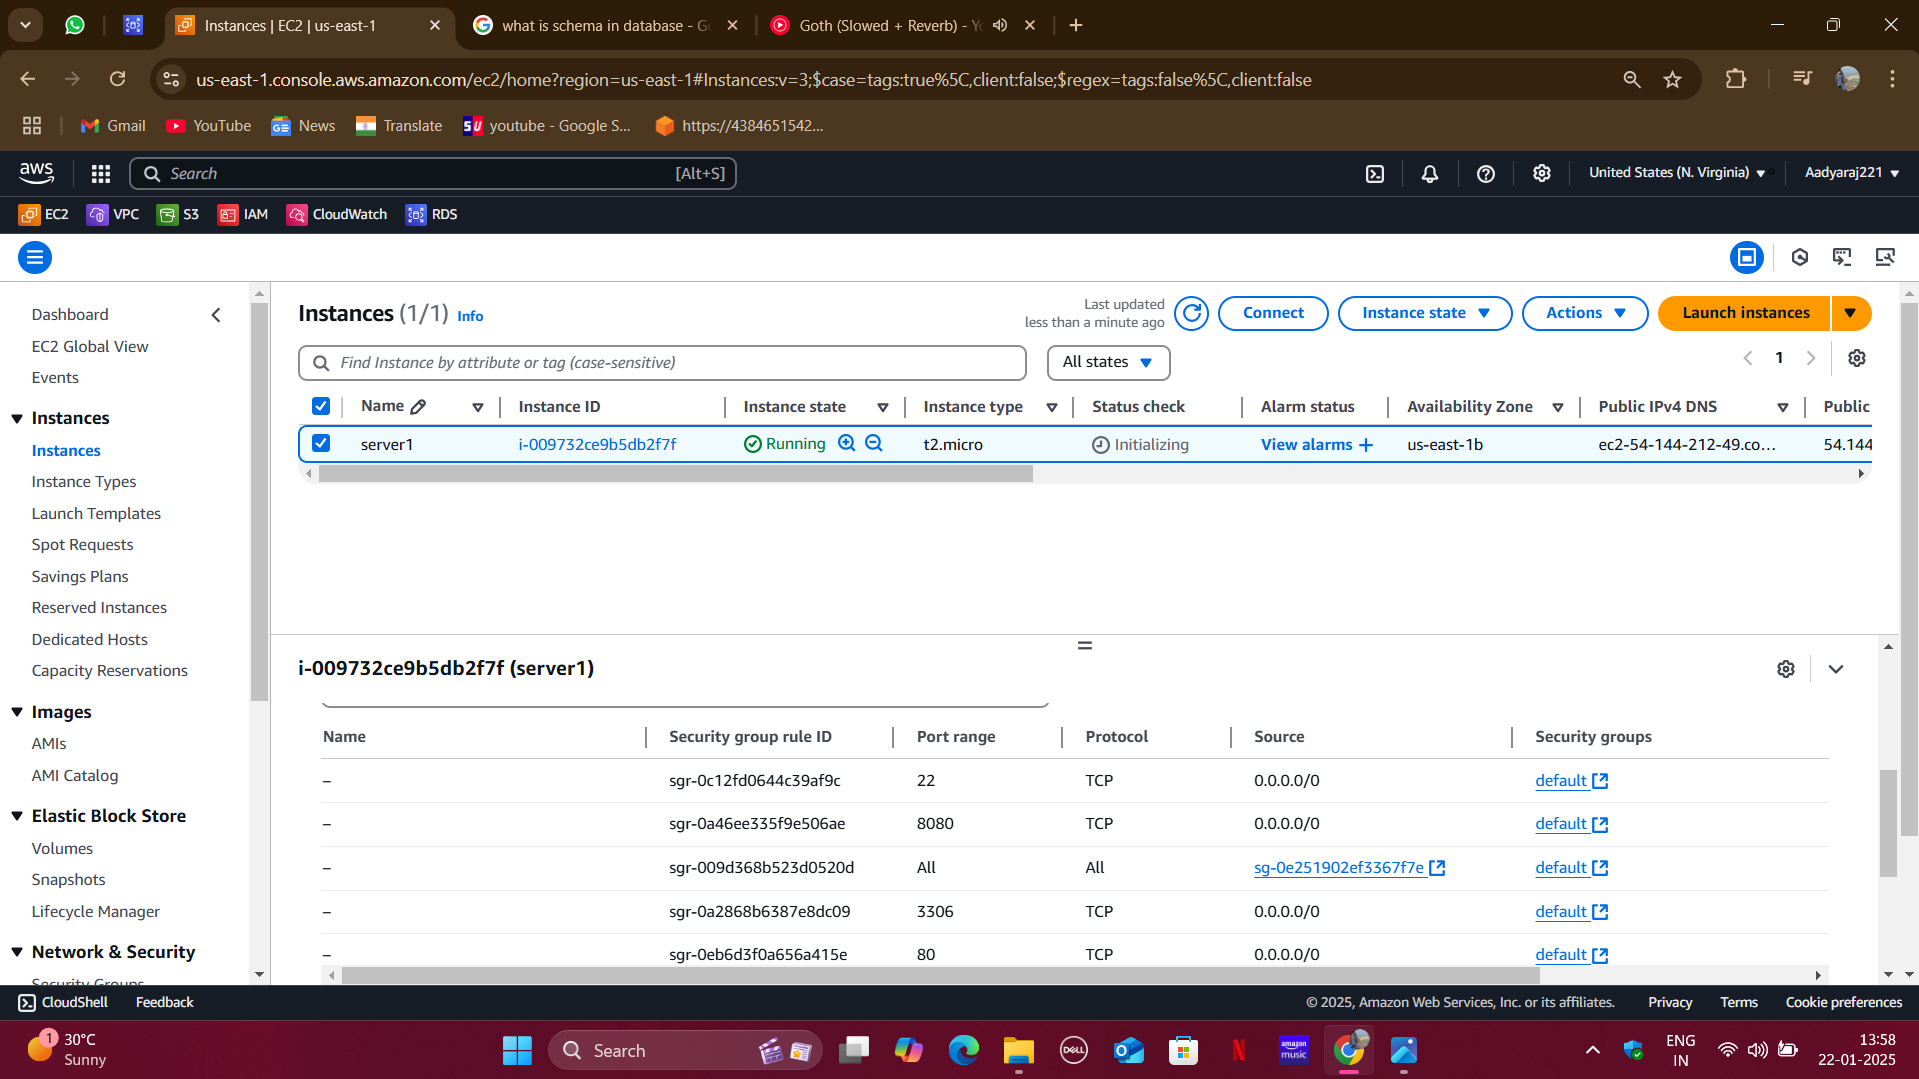 Instances | EC2 | us-east-1
what is schema in database - G
Goth (Slowed + Reverb) - Y
us-east-1.console.aws.amazon.com/ec2/home?region=us-east-1#Instances:v=3;$case=tags:true%5C,client:false;$regex=tags:false%5C,client:false
Gmail YouTube News Translate youtube - Google S... https://4384651542...
aws Search [Alt+S] United States (N. Virginia) Aadyaraj221
EC2 VPC S3 IAM CloudWatch RDS
Dashboard
EC2 Global View
Events
Instances
Instances
Instance Types
Launch Templates
Spot Requests
Savings Plans
Reserved Instances
Dedicated Hosts
Capacity Reservations
Images
AMIs
AMI Catalog
Elastic Block Store
Volumes
Snapshots
Lifecycle Manager
Network & Security
Security Groups
Instances (1/1) Info
Last updated
less than a minute ago
Connect Instance state Actions Launch instances
Find Instance by attribute or tag (case-sensitive) All states 1
Name Instance ID Instance state Instance type Status check Alarm status Availability Zone Public IPv4 DNS Public
server1 i-009732ce9b5db2f7f Running t2.micro Initializing View alarms + us-east-1b ec2-54-144-212-49.co... 54.144
i-009732ce9b5db2f7f (server1)
Name Security group rule ID Port range Protocol Source Security groups
– sgr-0c12fd0644c39af9c 22 TCP 0.0.0.0/0 default
– sgr-0a46ee335f9e506ae 8080 TCP 0.0.0.0/0 default
– sgr-009d368b523d0520d All All sg-0e251902ef3367f7e default
– sgr-0a2868b6387e8dc09 3306 TCP 0.0.0.0/0 default
– sgr-0eb6d3f0a656a415e 80 TCP 0.0.0.0/0 default
CloudShell Feedback © 2025, Amazon Web Services, Inc. or its affiliates. Privacy Terms Cookie preferences
1
30°C
Sunny
Search
DELL
amazon
music
ENG
IN
13:58
22-01-2025